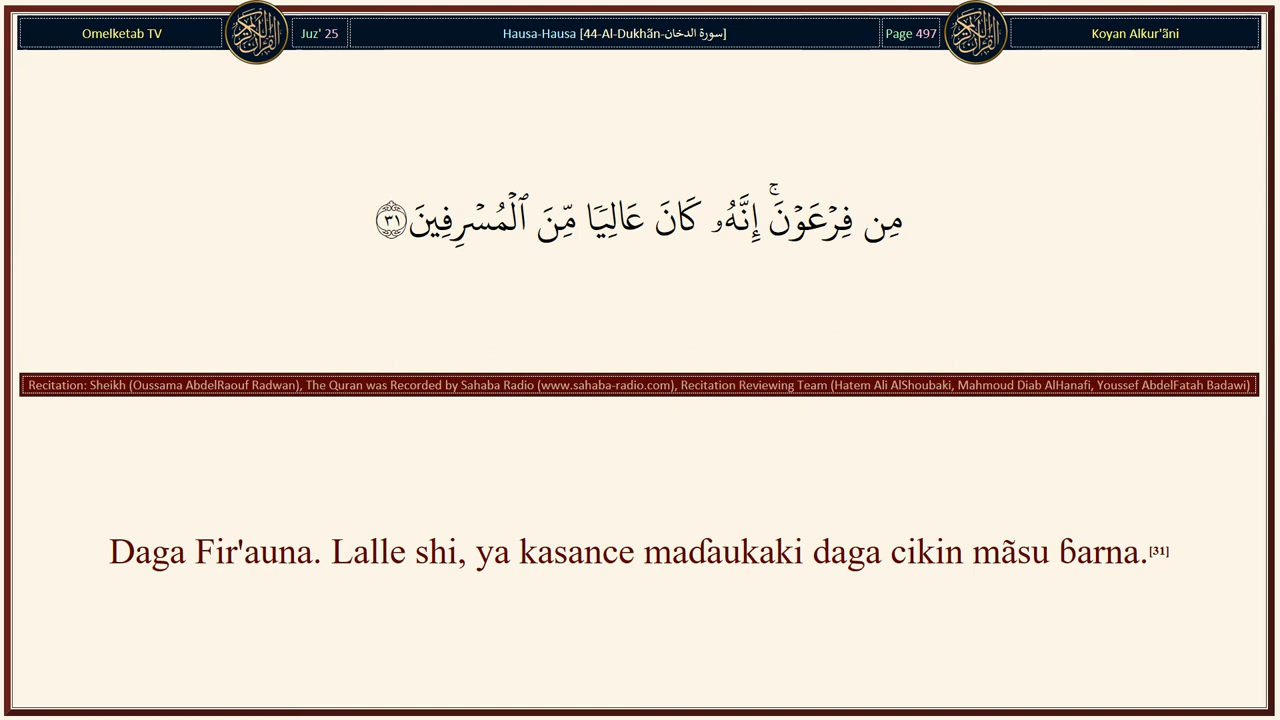 Omelketab TV
Juz' 25
Hausa-Hausa [44-Al-Dukhãn-سورة الدخان]
Page 497
Koyan Alƙur'ãni
مِن فِرۡعَوۡنَۚ إِنَّهُۥ كَانَ عَالِيٗا مِّنَ ٱلۡمُسۡرِفِينَ ٣١
Recitation: Sheikh (Oussama AbdelRaouf Radwan), The Quran was Recorded by Sahaba Radio (www.sahaba-radio.com), Recitation Reviewing Team (Hatem Ali AlShoubaki, Mahmoud Diab AlHanafi, Youssef AbdelFatah Badawi)
Daga Fir'auna. Lalle shi, ya kasance maɗaukaki daga cikin mãsu ɓarna.[31]